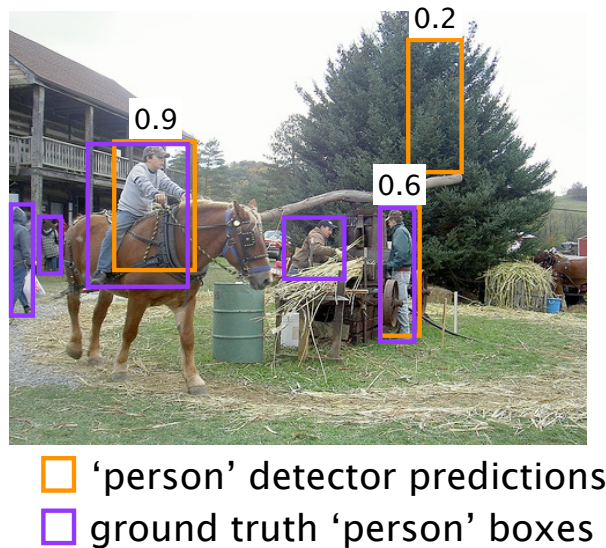 0.2
0.9
0.6
‘person’ detector predictions
ground truth ‘person’ boxes